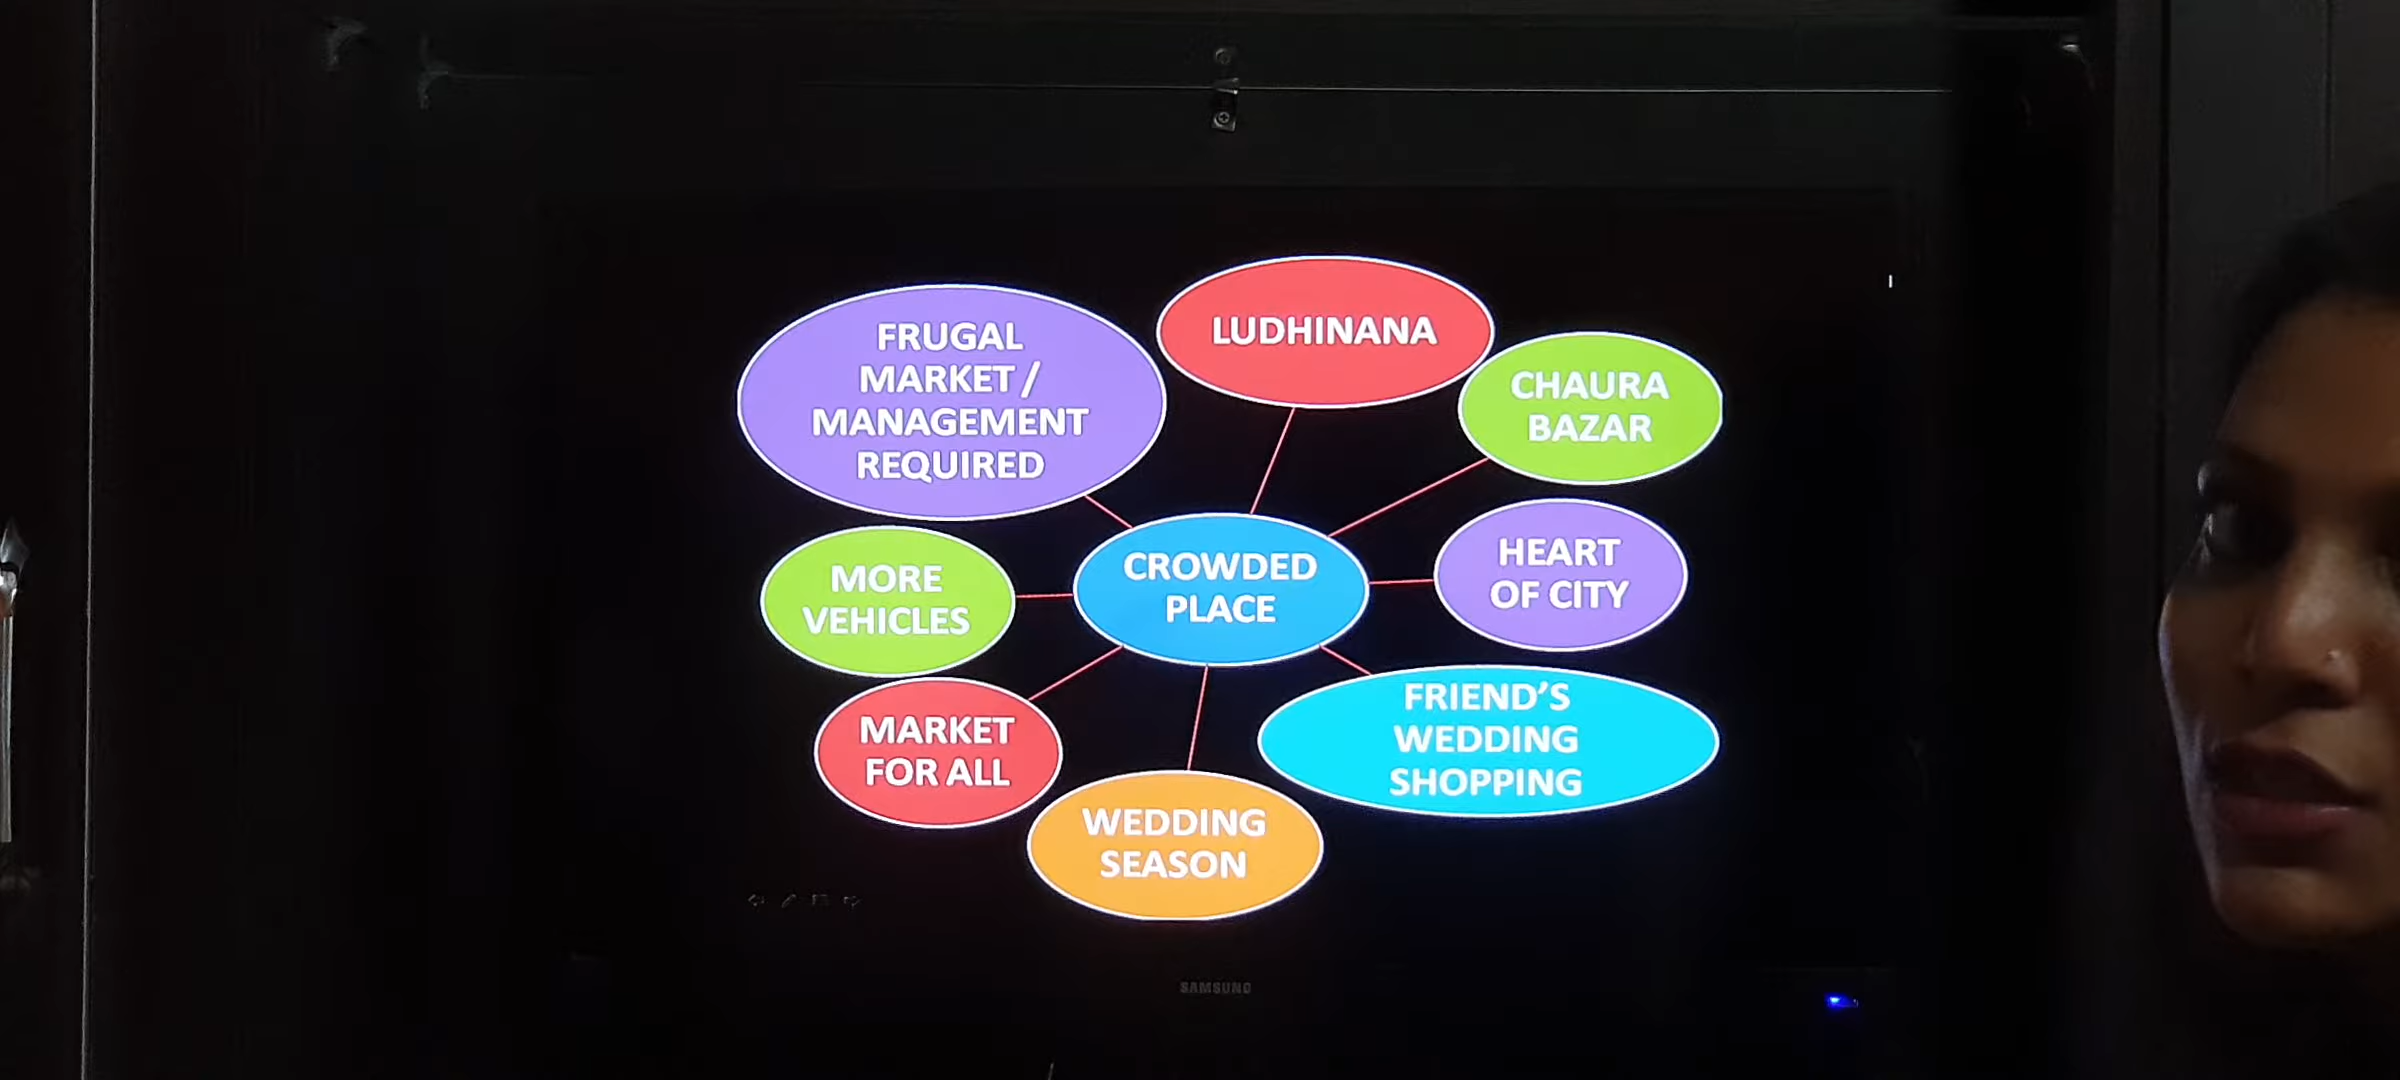 FRUGAL
MARKET /
MANAGEMENT
REQUIRED
LUDHINANA
CHAURA
BAZAR
MORE
VEHICLES
CROWDED
PLACE
HEART
OF CITY
MARKET
FOR ALL
FRIEND'S
WEDDING
SHOPPING
WEDDING
SEASON
SAMSUNG